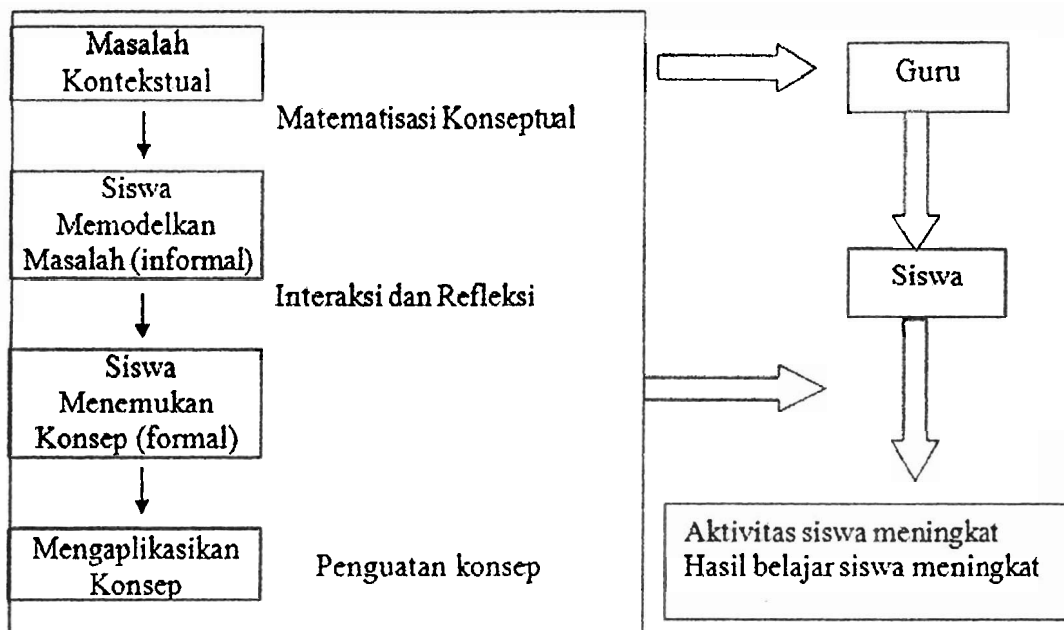 Masalah
Kontekstual
Matematisasi Konseptual
Siswa
Memodelkan
Masalah (informal)
Interaksi dan Refleksi
Siswa
Menemukan
Konsep (formal)
Mengaplikasikan
Konsep
Penguatan konsep
Guru
Siswa
Aktivitas siswa meningkat
Hasil belajar siswa meningkat